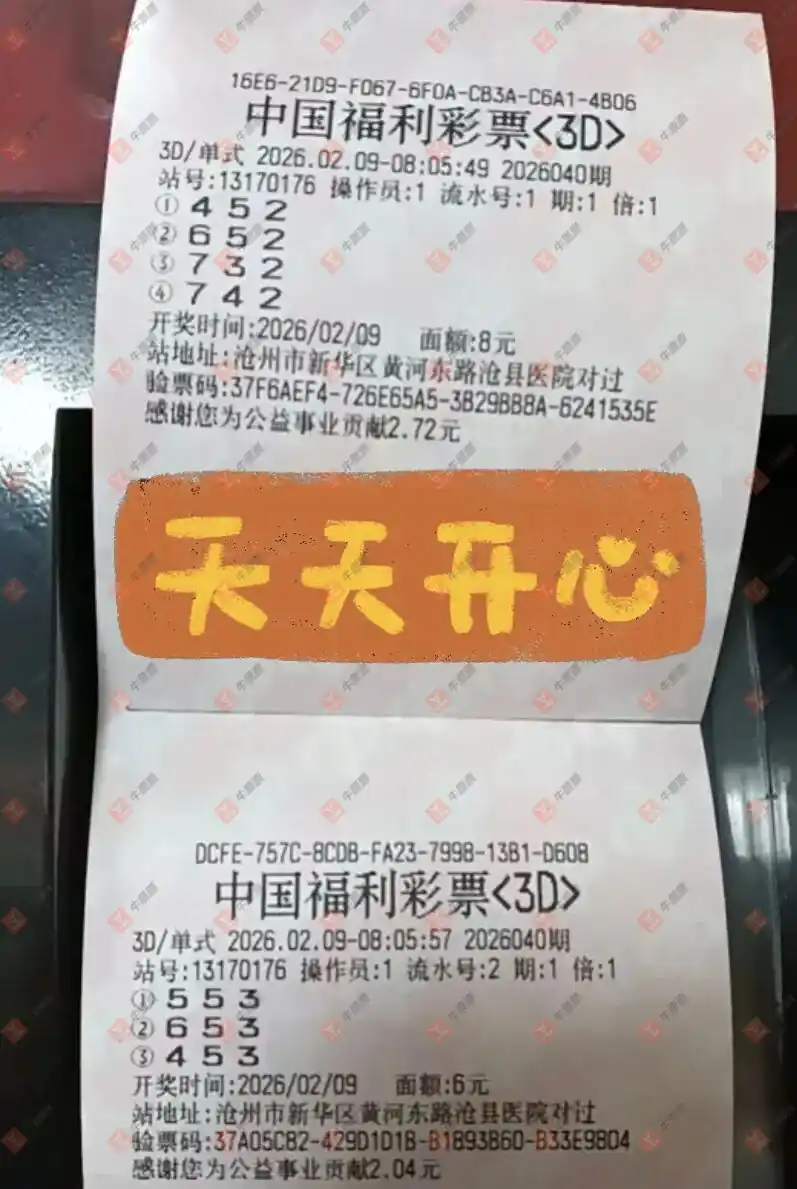 16E6-21D9-F067-6F0A-CB3A-C6A1-4B06
中国福利彩票<3D>
3D/单式 2026.02.09-08:05:49 2026040期
站号:13170176 操作员:1 流水号:1 期:1 倍:1
① 4 5 2
② 6 5 2
③ 7 3 2
④ 7 4 2
开奖时间:2026/02/09 面额:8元
站地址:沧州市新华区黄河东路沧县医院对过
验票码:37F6AEF4-726E65A5-3B29B88A-6241535E
感谢您为公益事业贡献2.72元
天天开心
DCFE-757C-8CDB-FA23-7998-13B1-D608
中国福利彩票<3D>
3D/单式 2026.02.09-08:05:57 2026040期
站号:13170176 操作员:1 流水号:2 期:1 倍:1
① 5 5 3
② 6 5 3
③ 4 5 3
开奖时间:2026/02/09 面额:6元
站地址:沧州市新华区黄河东路沧县医院对过
验票码:37A05C82-429D1D1B-B1893B60-B33E9B04
感谢您为公益事业贡献2.04元